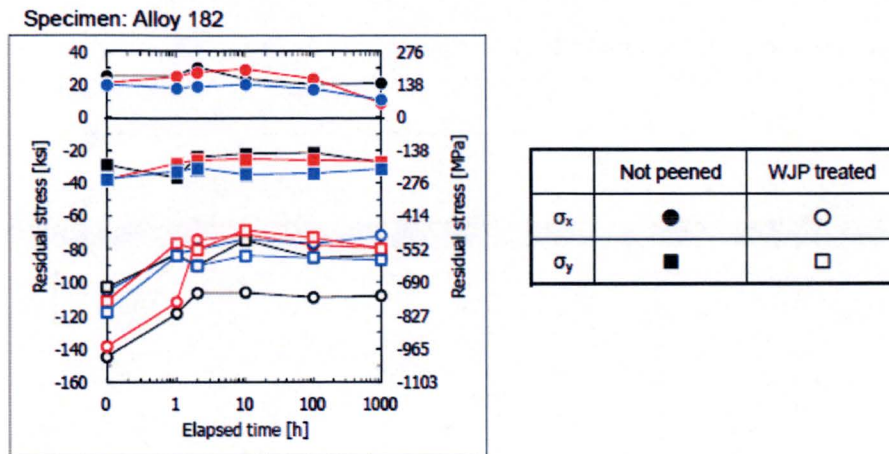 Specimen: Alloy 182
40
20
0
-20
-40
-60
-80
-100
-120
-140
-160
Residual stress [ksi]
276
138
0
-138
-276
-414
-552
-690
-827
-965
-1103
Residual stress [MPa]
0 1 10 100 1000
Elapsed time [h]
Not peened WJP treated
σx ● ○
σy ■ □